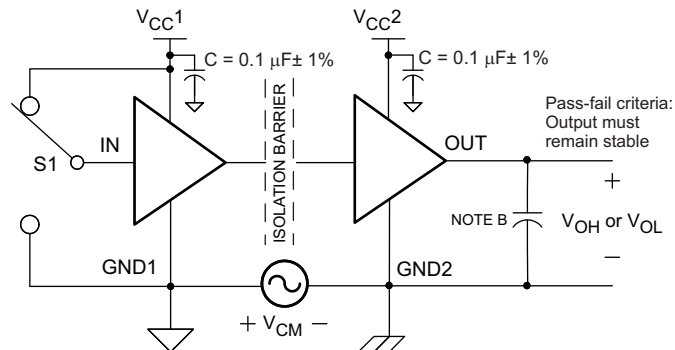 VCC1
VCC2
C = 0.1 μF± 1%
C = 0.1 μF± 1%
Pass-fail criteria:
Output must
remain stable
S1
IN
ISOLATION BARRIER
OUT
+
NOTE B
VOH or VOL
–
GND1
GND2
+ VCM –